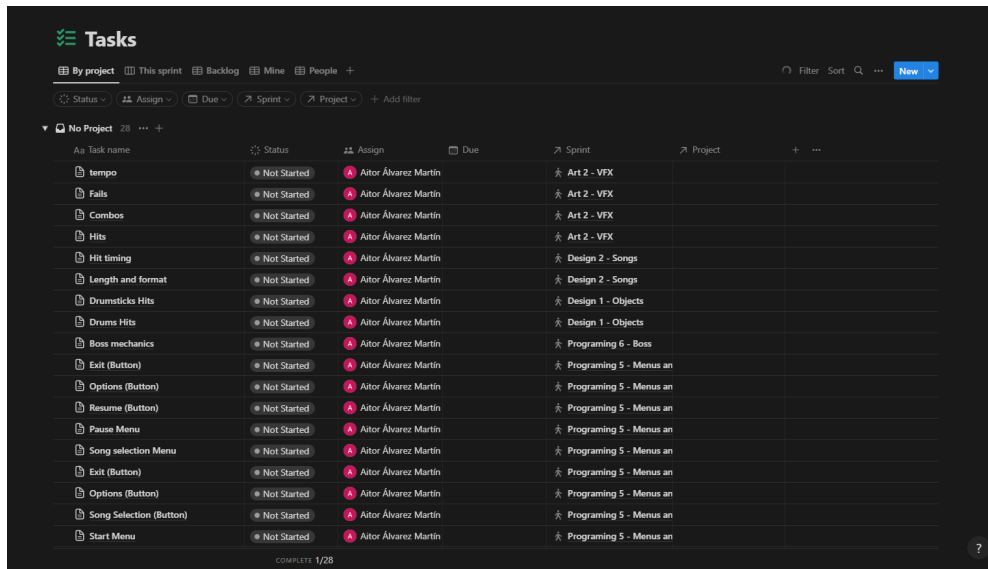 Tasks
By project This sprint Backlog Mine People +
Filter Sort ••• New
Status Assign Due Sprint Project + Add filter
No Project 28 ••• +
Aa Task name Status Assign Due Sprint Project + •••
tempo Not Started A Aitor Álvarez Martín Art 2 - VFX
Fails Not Started A Aitor Álvarez Martín Art 2 - VFX
Combos Not Started A Aitor Álvarez Martín Art 2 - VFX
Hits Not Started A Aitor Álvarez Martín Art 2 - VFX
Hit timing Not Started A Aitor Álvarez Martín Design 2 - Songs
Length and format Not Started A Aitor Álvarez Martín Design 2 - Songs
Drumsticks Hits Not Started A Aitor Álvarez Martín Design 1 - Objects
Drums Hits Not Started A Aitor Álvarez Martín Design 1 - Objects
Boss mechanics Not Started A Aitor Álvarez Martín Programing 6 - Boss
Exit (Button) Not Started A Aitor Álvarez Martín Programing 5 - Menus an
Options (Button) Not Started A Aitor Álvarez Martín Programing 5 - Menus an
Resume (Button) Not Started A Aitor Álvarez Martín Programing 5 - Menus an
Pause Menu Not Started A Aitor Álvarez Martín Programing 5 - Menus an
Song selection Menu Not Started A Aitor Álvarez Martín Programing 5 - Menus an
Exit (Button) Not Started A Aitor Álvarez Martín Programing 5 - Menus an
Options (Button) Not Started A Aitor Álvarez Martín Programing 5 - Menus an
Song Selection (Button) Not Started A Aitor Álvarez Martín Programing 5 - Menus an
Start Menu Not Started A Aitor Álvarez Martín Programing 5 - Menus an
COMPLETE 1/28
?